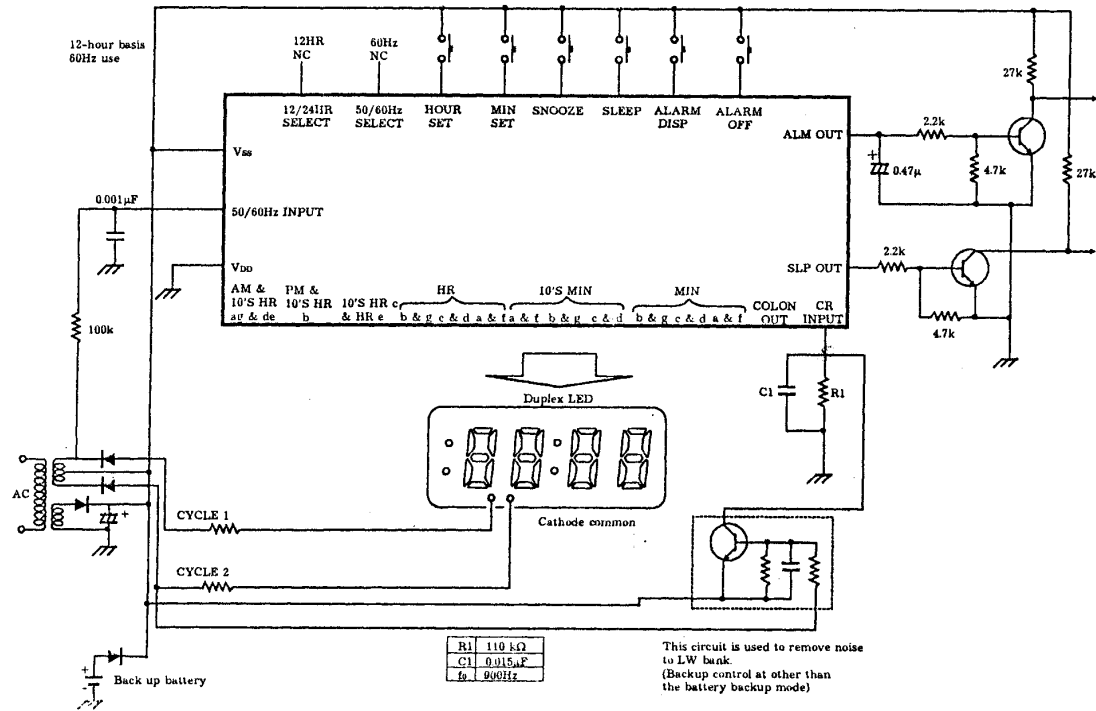 12-hour basis
60Hz use
12HR
NC
60Hz
NC
12/24HR
SELECT
50/60Hz
SELECT
HOUR
SET
MIN
SET
SNOOZE
SLEEP
ALARM
DISP
ALARM
OFF
27k
ALM OUT
2.2k
4.7k
+
0.47μ
27k
Vss
0.001μF
50/60Hz INPUT
VDD
SLP OUT
2.2k
4.7k
AM &
10'S HR
ag & de
PM &
10'S HR
b
10'S HR c
& HR e
HR
b & g c & d a & f
10'S MIN
a & f b & g c & d
MIN
b & g c & d a & f
COLON
OUT
CR
INPUT
100k
C1
R1
Duplex LED
Cathode common
AC
+
CYCLE 1
CYCLE 2
+
-
Back up battery
R1 110 kΩ
C1 0.015μF
fo 900Hz
This circuit is used to remove noise
to LW bank.
(Backup control at other than
the battery backup mode)